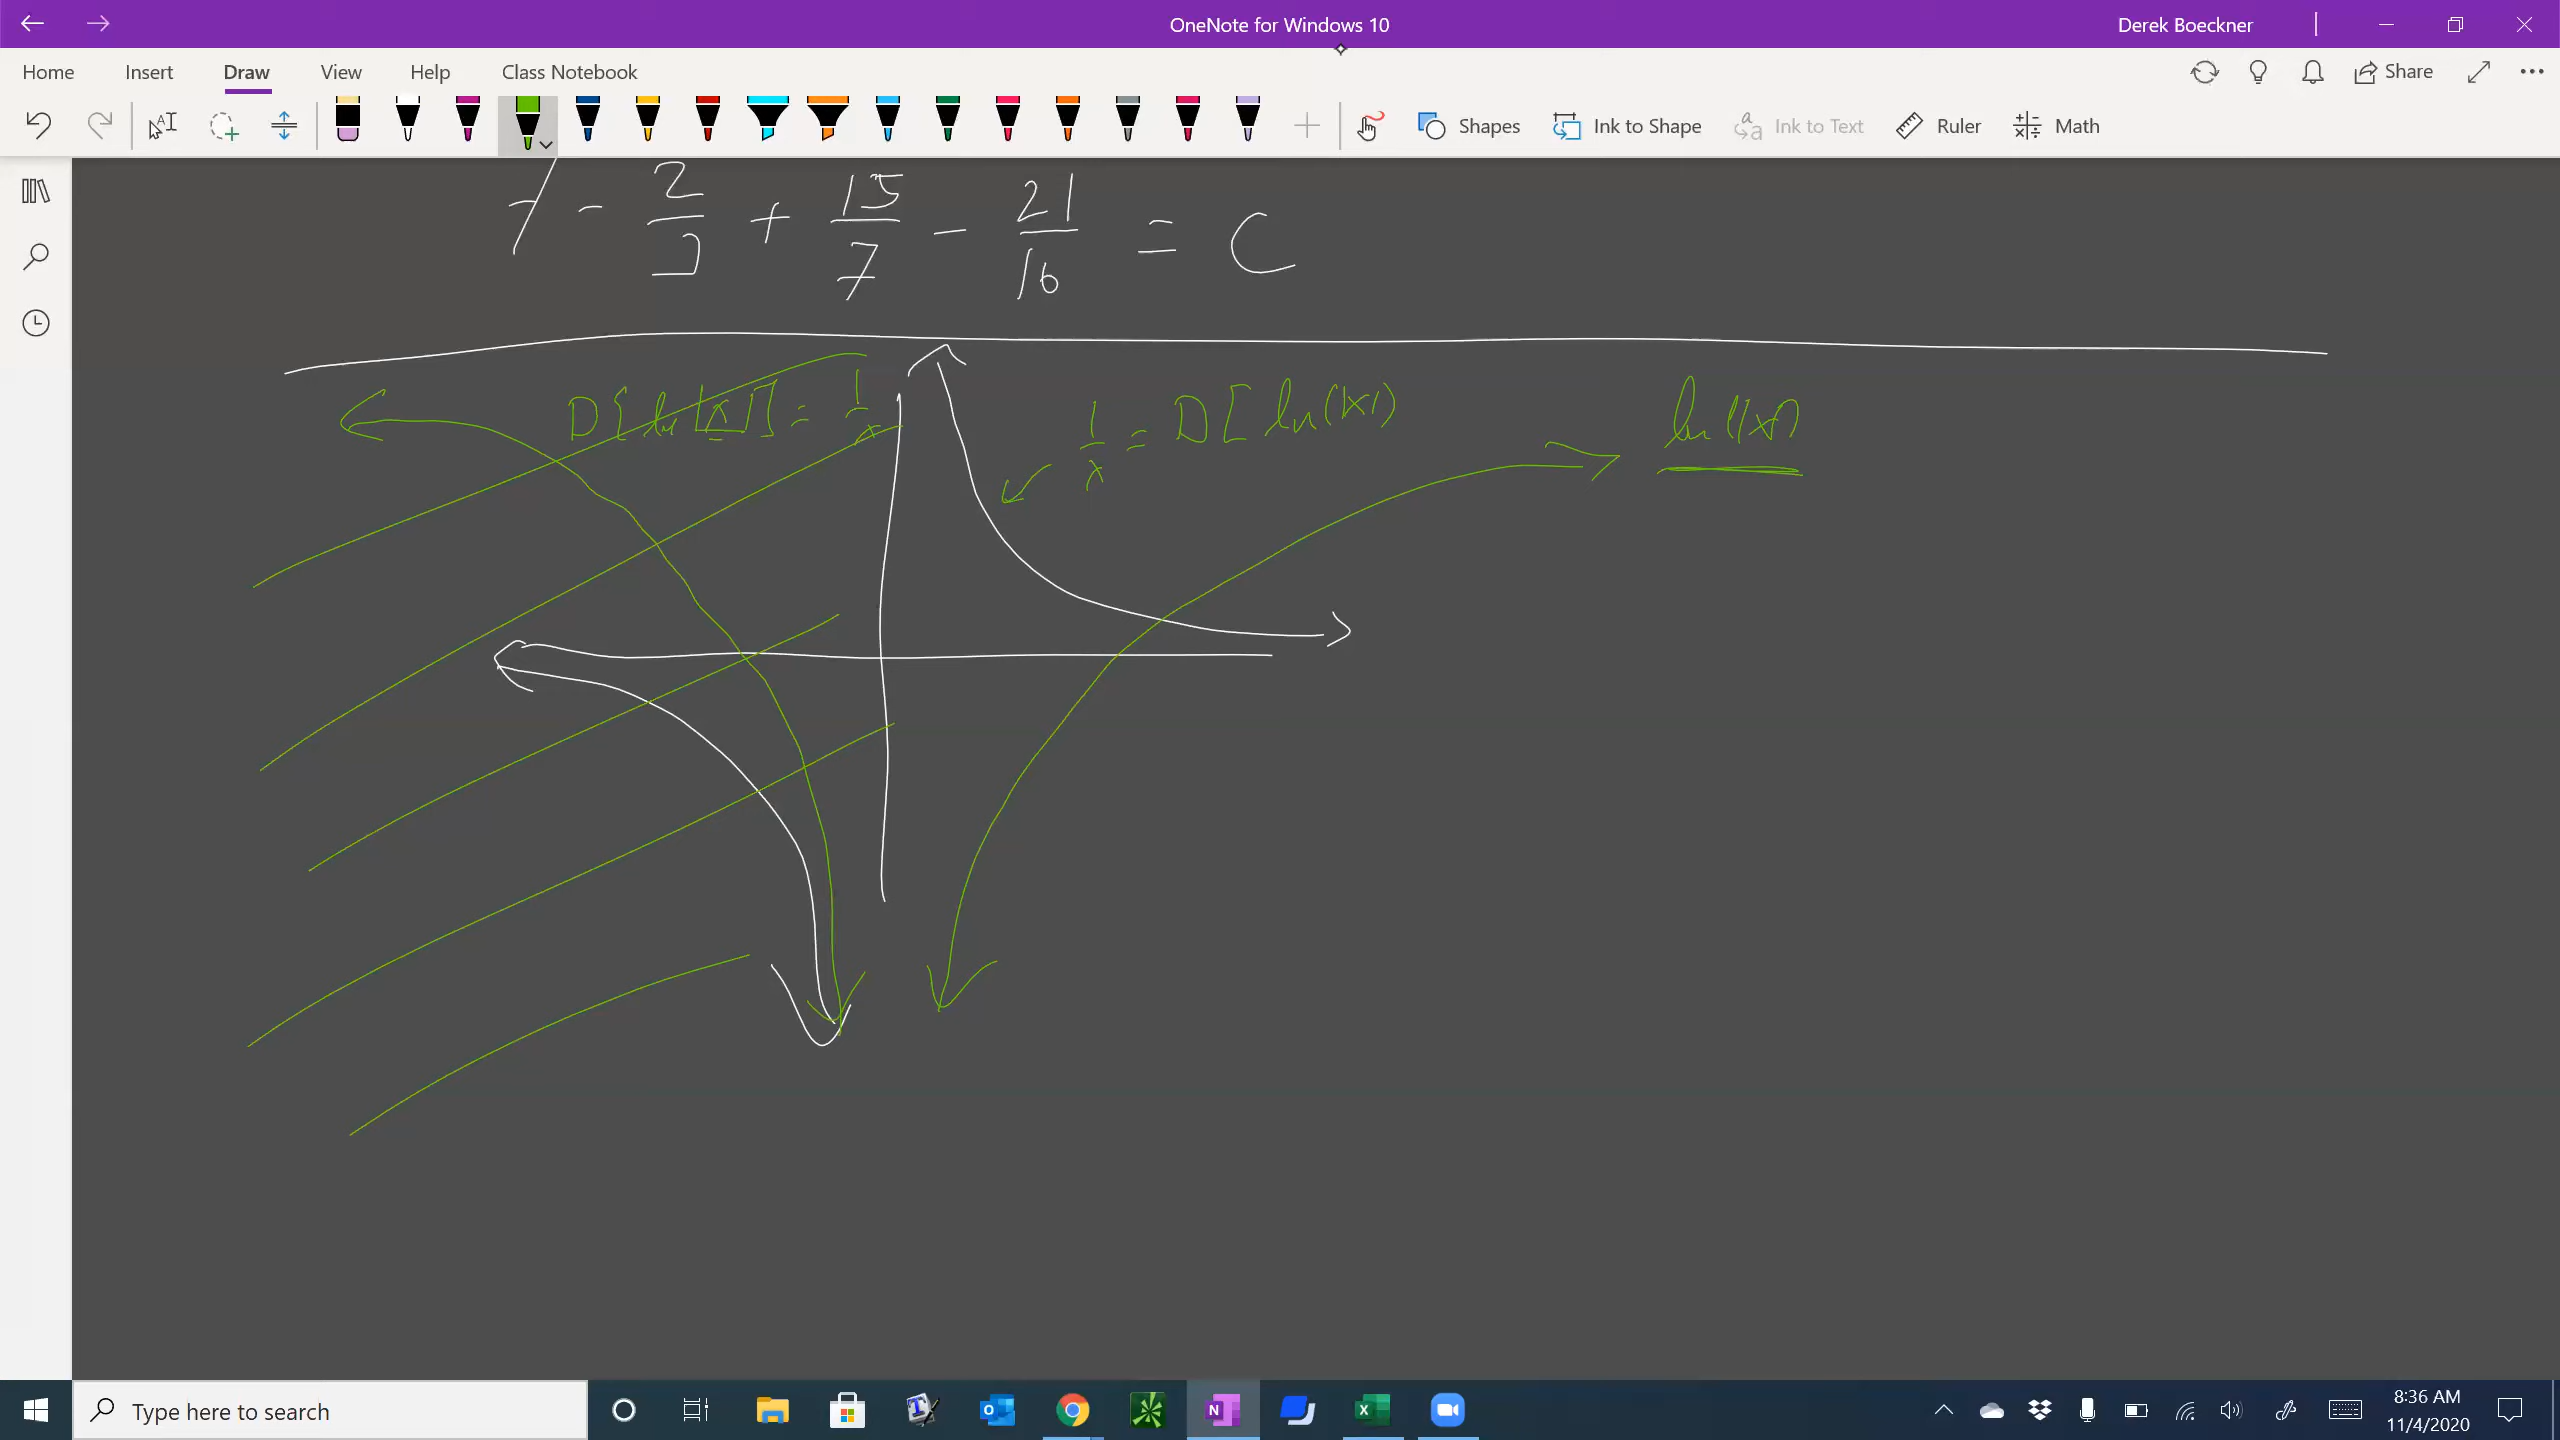 OneNote for Windows 10
Derek Boeckner
Home Insert Draw View Help Class Notebook Share
Shapes Ink to Shape Ink to Text Ruler Math
7 - 2/3 + 15/7 - 21/16 = C
D[ln|x|] = 1/x
1/x = D[ln(|x|)
ln(|x|)
Type here to search
8:36 AM
11/4/2020